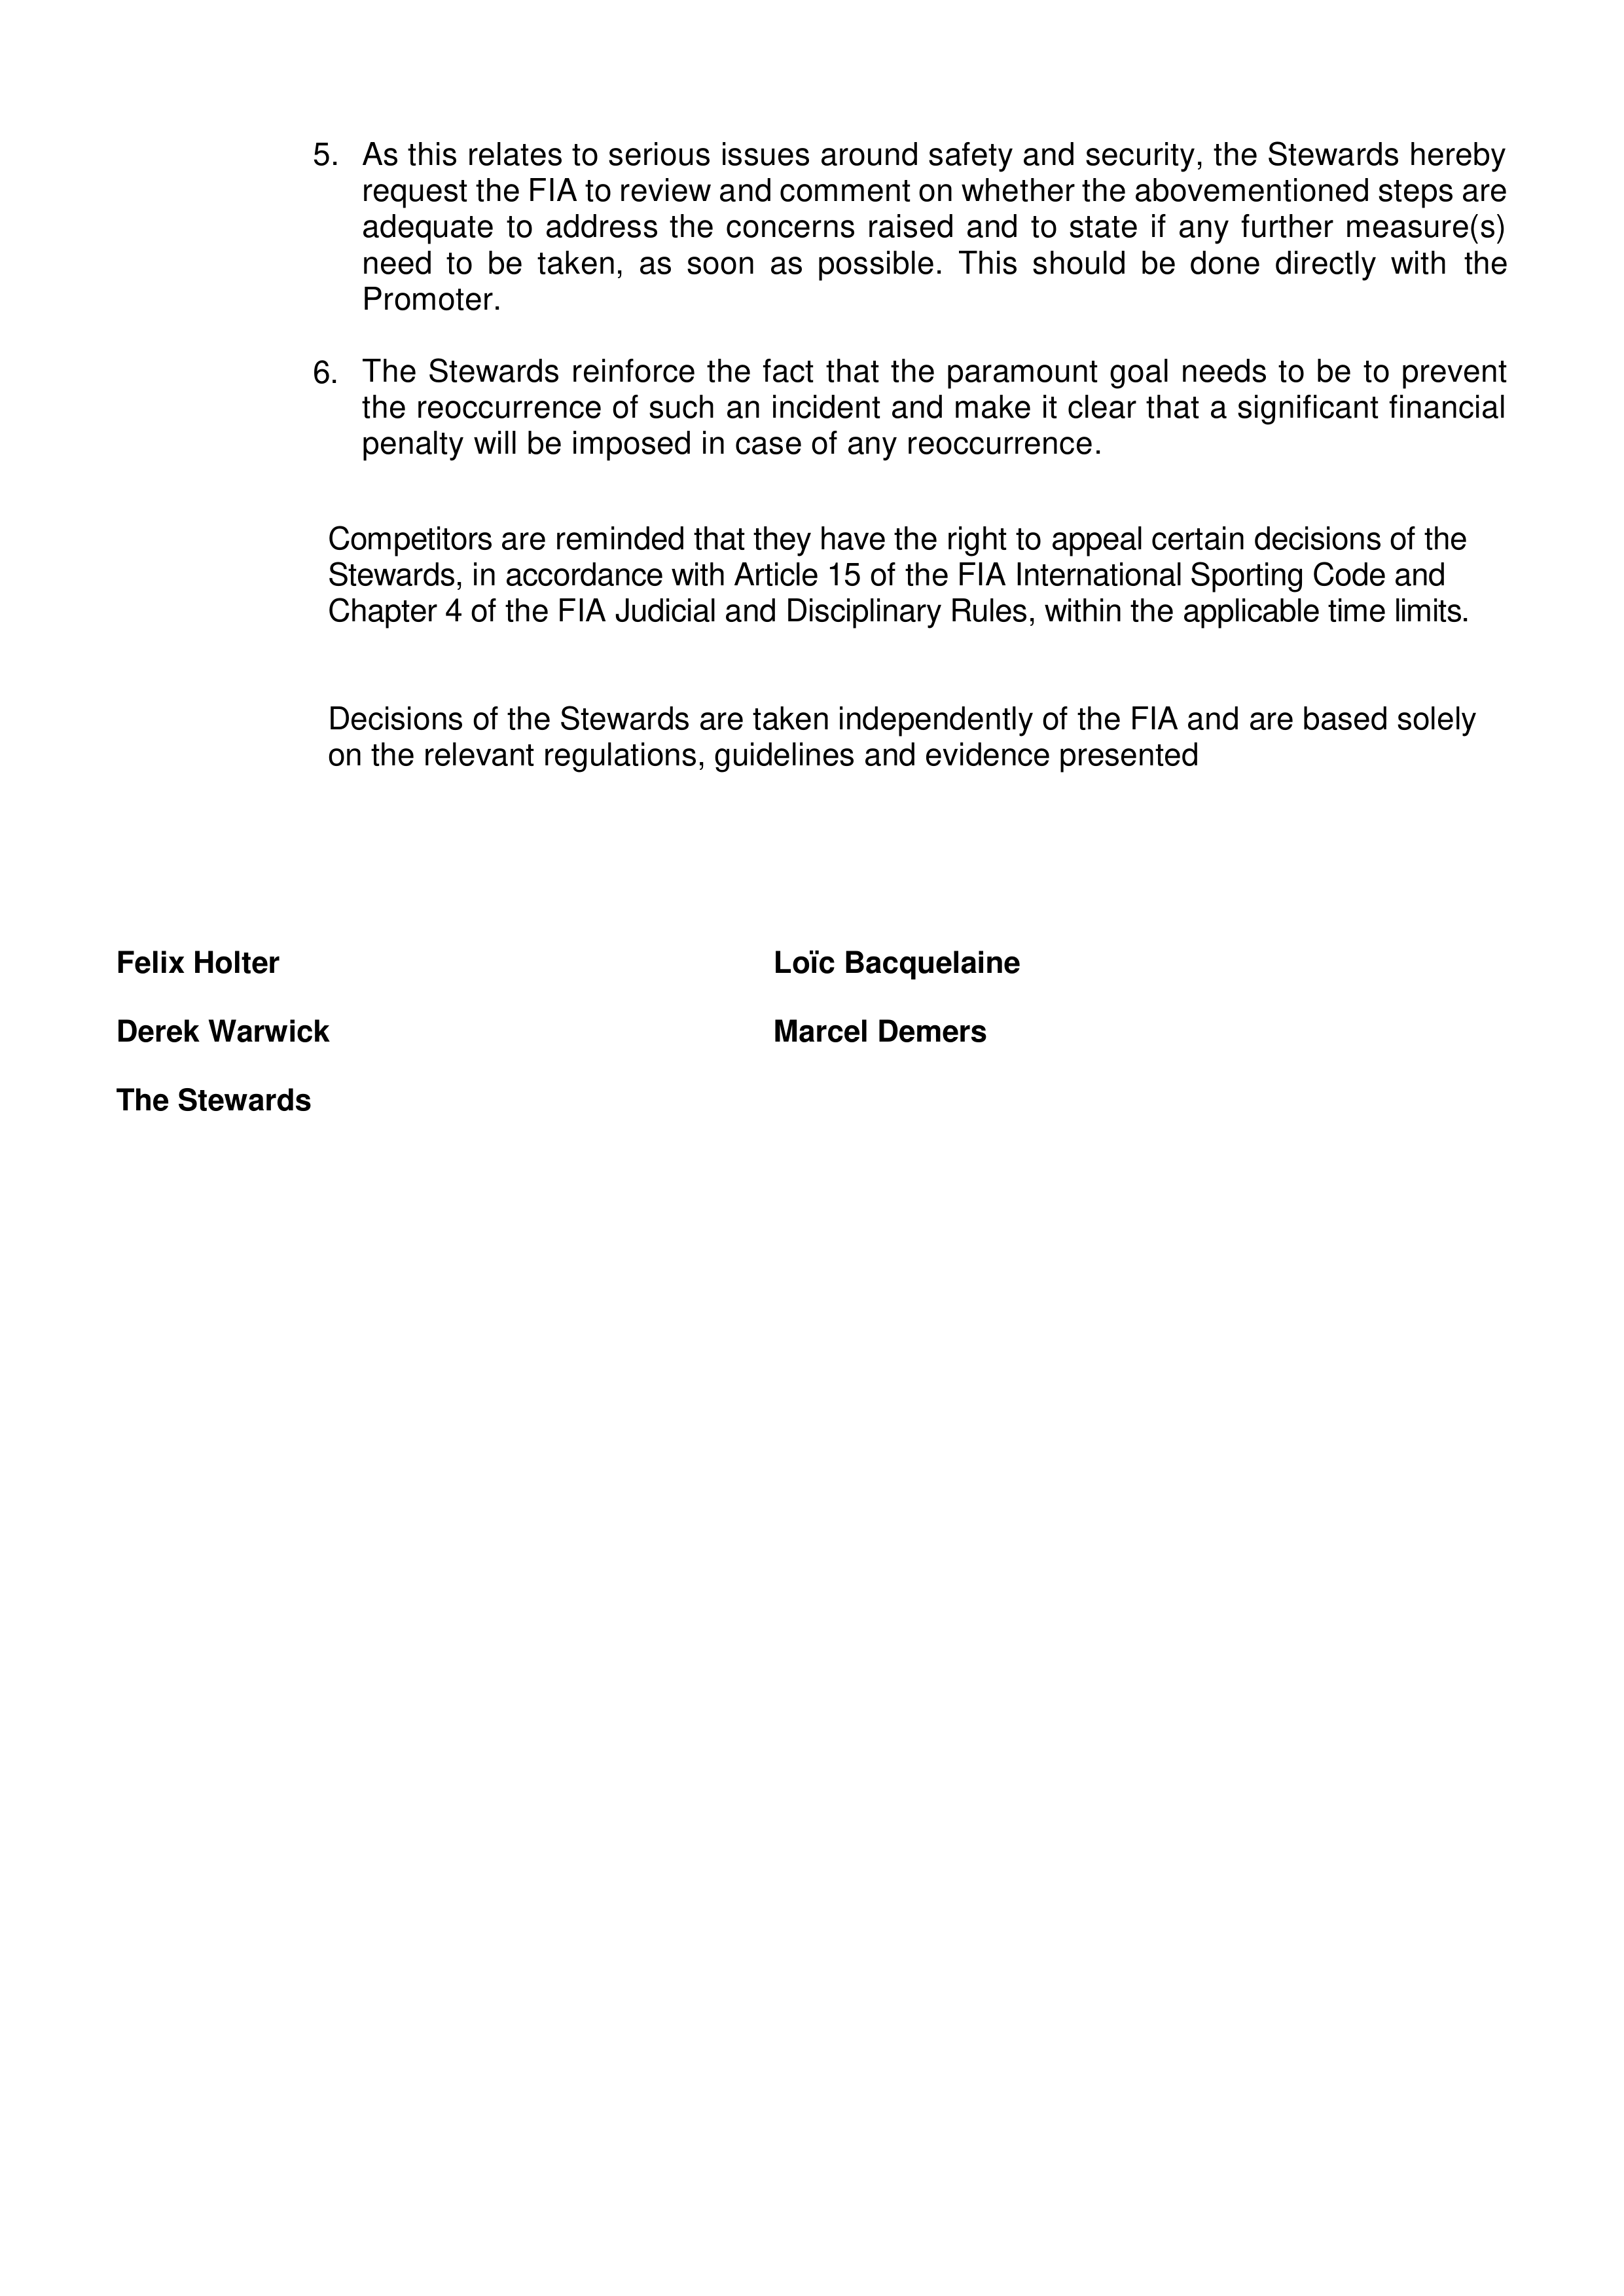 5. As this relates to serious issues around safety and security, the Stewards hereby
request the FIA to review and comment on whether the abovementioned steps are
adequate to address the concerns raised and to state if any further measure(s)
need to be taken, as soon as possible. This should be done directly with the
Promoter.
6. The Stewards reinforce the fact that the paramount goal needs to be to prevent
the reoccurrence of such an incident and make it clear that a significant financial
penalty will be imposed in case of any reoccurrence.
Competitors are reminded that they have the right to appeal certain decisions of the
Stewards, in accordance with Article 15 of the FIA International Sporting Code and
Chapter 4 of the FIA Judicial and Disciplinary Rules, within the applicable time limits.
Decisions of the Stewards are taken independently of the FIA and are based solely
on the relevant regulations, guidelines and evidence presented
Felix Holter Loïc Bacquelaine
Derek Warwick Marcel Demers
The Stewards